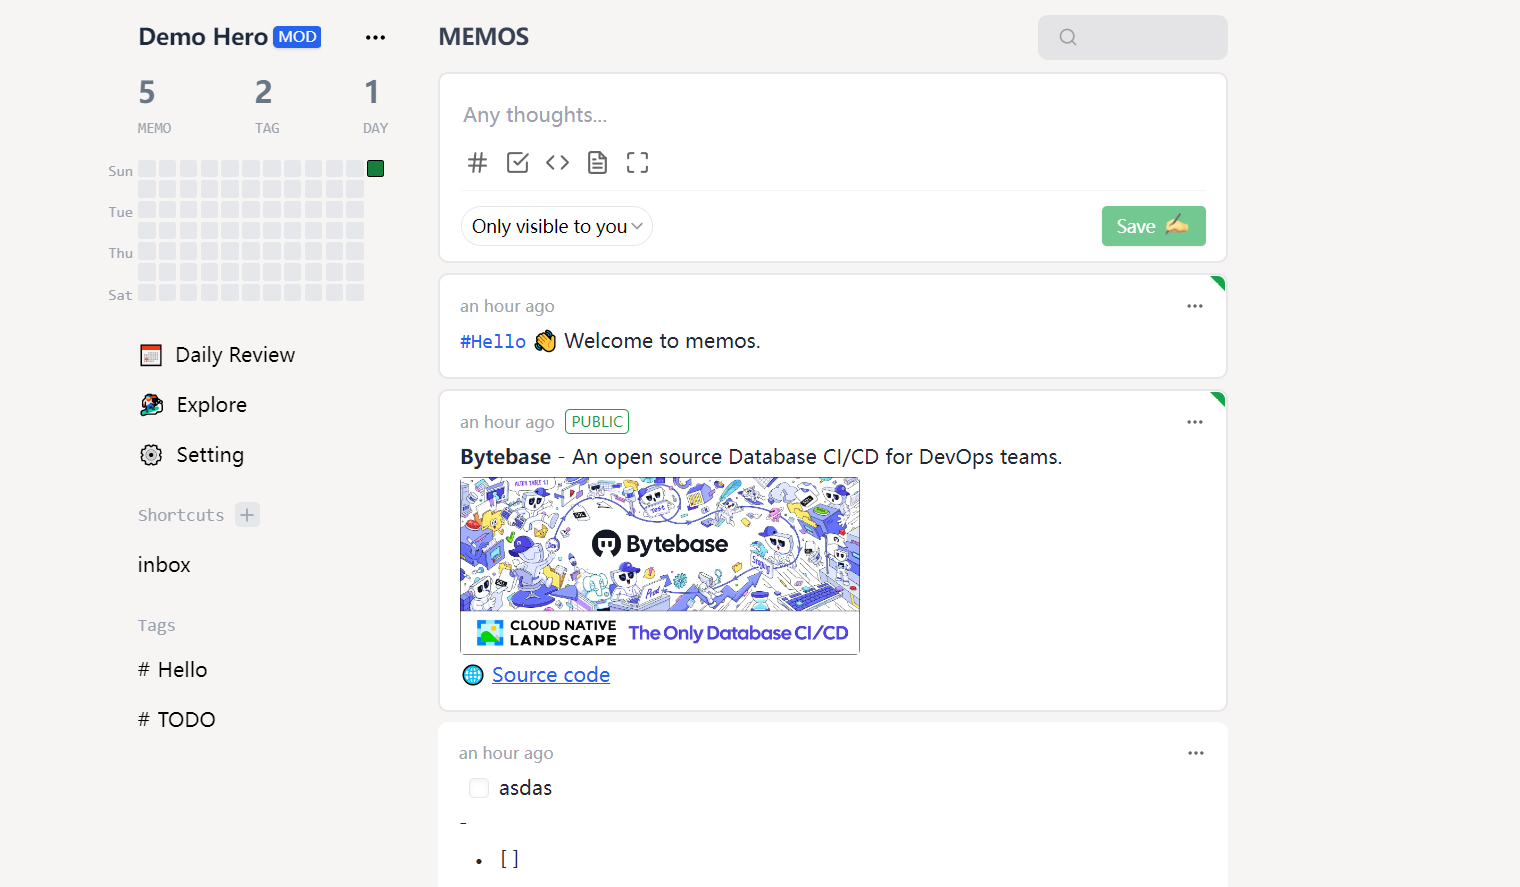 Demo Hero MOD
5 2 1
MEMO TAG DAY
Sun
Tue
Thu
Sat
Daily Review
Explore
Setting
Shortcuts
inbox
Tags
# Hello
# TODO
MEMOS
Any thoughts...
Only visible to you
Save ✍
an hour ago
#Hello 👋 Welcome to memos.
an hour ago PUBLIC
Bytebase - An open source Database CI/CD for DevOps teams.
Bytebase
CLOUD NATIVE
LANDSCAPE
The Only Database CI/CD
🌐 Source code
an hour ago
asdas
-
• [ ]